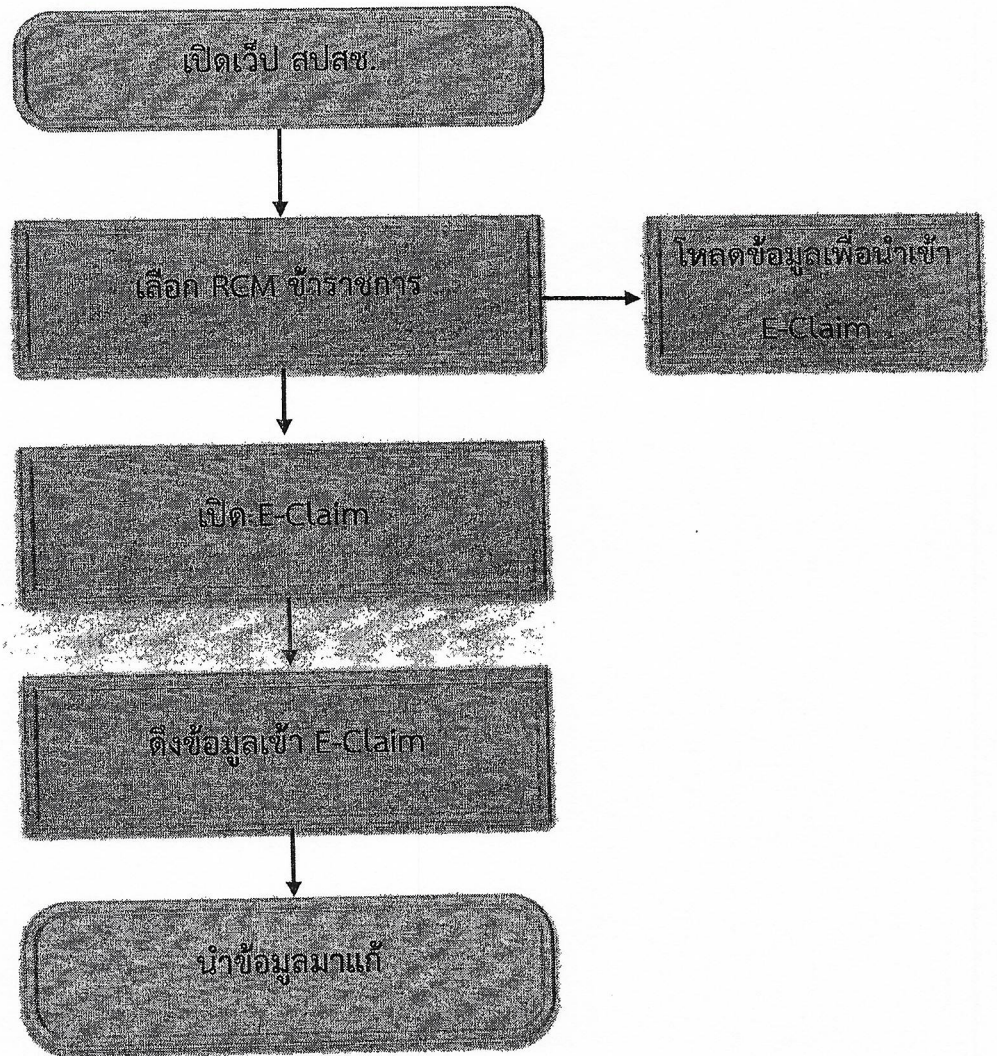 เปิดเว็ป สปสช.
เลือก RCM ข้าราชการ
โหลดข้อมูลเพื่อนำเข้า
E-Claim
เปิด E-Claim
ดึงข้อมูลเข้า E-Claim
นำข้อมูลมาแก้